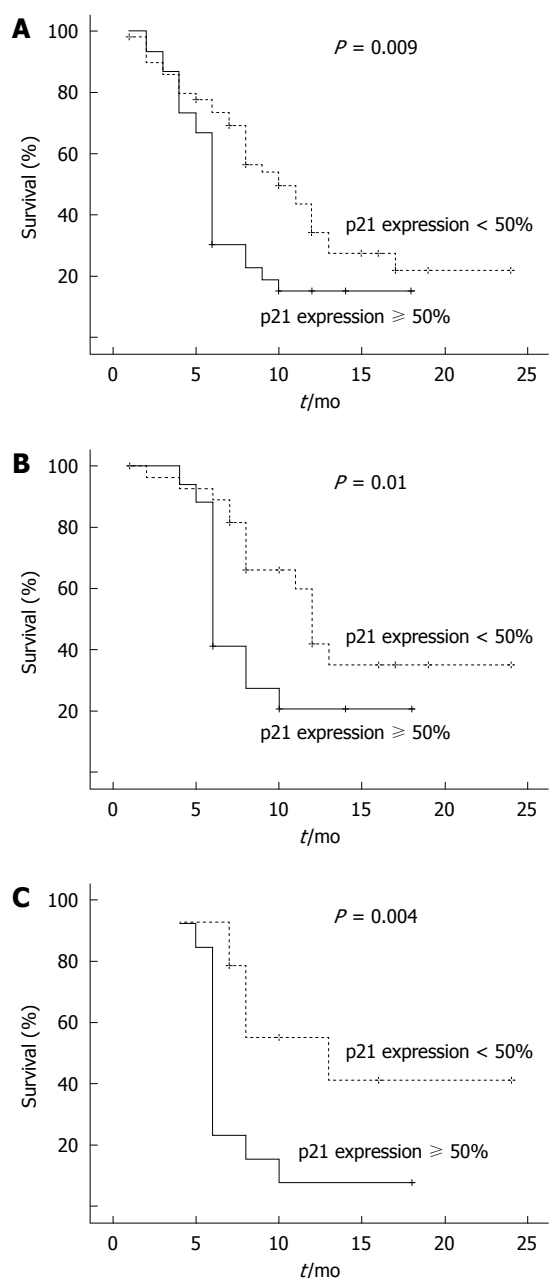 A
P = 0.009
100
80
60
40
20
Survival (%)
p21 expression < 50%
p21 expression ⩾ 50%
0 5 10 15 20 25
t/mo
B
P = 0.01
100
80
60
40
20
Survival (%)
p21 expression < 50%
p21 expression ⩾ 50%
0 5 10 15 20 25
t/mo
C
P = 0.004
100
80
60
40
20
Survival (%)
p21 expression < 50%
p21 expression ⩾ 50%
0 5 10 15 20 25
t/mo